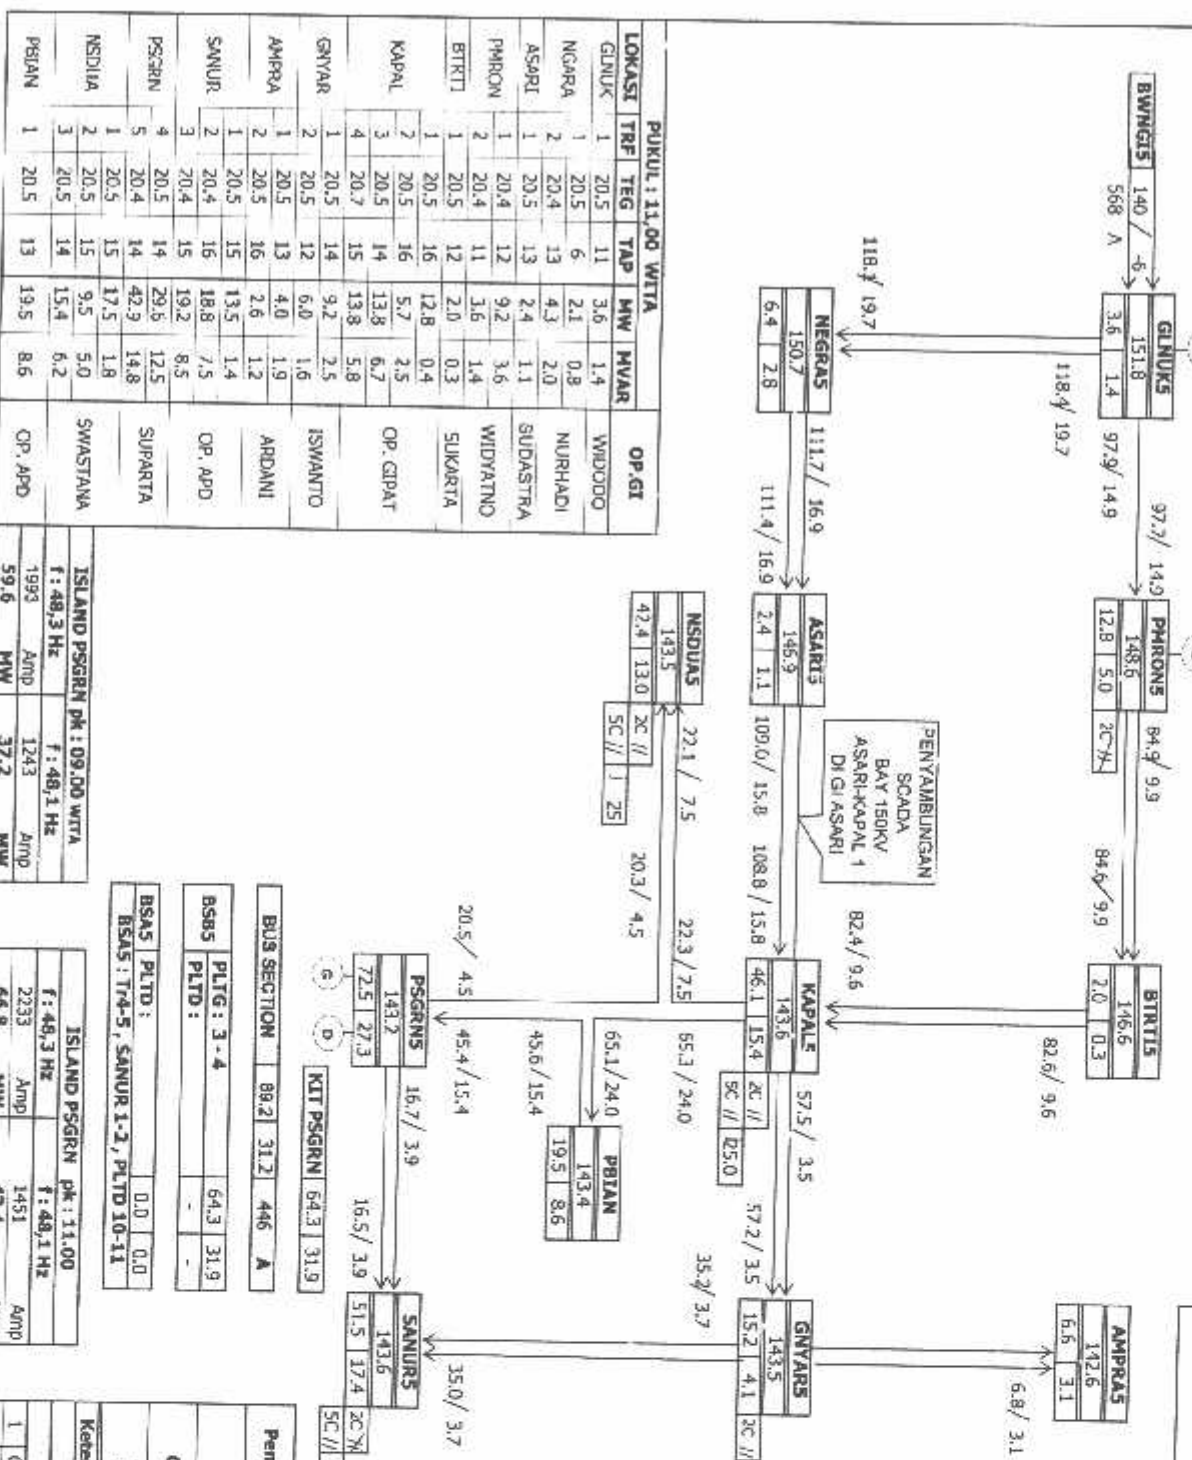 BWNGI5 140 / -6
568 A
GLNUK5
151.8
3.6 1.4
97.9/ 14.9
97.7/ 14.9
PMRON5
148.6
12.8 5.0 2C
84.9/ 9.9
84.6/ 9.9
BTRTI5
146.6
2.0 0.3
118.1/ 19.7
118.4/ 19.7
82.4/ 9.6
82.6/ 9.6
NEGRA5
150.7
6.4 2.8
111.7/ 16.9
111.4/ 16.9
ASARI5
146.9
2.4 1.1
109.0/ 15.8
108.8 / 15.8
PENYAMBUNGAN
SCADA
BAY 150KV
ASARI-KAPAL 1
DI GI ASARI
KAPAL5
143.6
46.1 15.4 2C //
5C // 25.0
57.5 / 3.5
57.2/ 3.5
GNYAR5
143.5
15.2 4.1 2C //
AMPRA5
142.6
6.6 3.1
6.8/ 3.1
NSDUA5
143.5
42.4 13.0 2C //
5C // 25
22.1 / 7.5
22.3 / 7.5
20.3/ 4.5
20.5/ 4.5
65.3 / 24.0
65.1/ 24.0
45.6/ 15.4
45.4/ 15.4
PBIAN
143.4
19.5 8.6
35.2/ 3.7
35.0/ 3.7
PSGRN5
143.2
72.5 27.3
G D
16.7/ 3.9
16.5/ 3.9
SANUR5
143.6
51.5 17.4 2C
5C //
PUKUL : 11,00 WITA
LOKASI TRF TEG TAP MW MVAR OP.GI
GLNUK 1 20.5 11 3.6 1.4 WIDODO
NGARA 1 20.5 6 2.1 0.8 NURHADI
2 20.4 13 4.3 2.0
ASARI 1 20.5 13 2.4 1.1 SUDASTRA
PMRON 1 20.4 12 9.2 3.6 WIDYATNO
2 20.4 11 3.6 1.4
BTRTI 1 20.5 12 2.0 0.3 SUKARTA
KAPAL 1 20.5 16 12.8 0.4 OP. GIPAT
2 20.5 16 5.7 2.5
3 20.5 14 13.8 6.7
4 20.7 15 13.8 5.8
GNYAR 1 20.5 14 9.2 2.5 ISWANTO
2 20.5 12 6.0 1.6
AMPRA 1 20.5 13 4.0 1.9 ARDANI
2 20.5 16 2.6 1.2
SANUR 1 20.5 15 13.5 1.4 OP. APD
2 20.4 16 18.8 7.5
3 20.4 15 19.2 8.5
PSGRN 4 20.5 14 29.6 12.5 SUPARTA
5 20.4 14 42.9 14.8
NSDUA 1 20.5 15 17.5 1.8 SWASTANA
2 20.5 15 9.5 5.0
3 20.5 14 15.4 6.2
PBIAN 1 20.5 13 19.5 8.6 OP. APD
KIT PSGRN 64.3 31.9
BUS SECTION 89.2 31.2 446 A
BSB5 PLTG : 3 - 4 64.3 31.9
PLTD : - -
BSA5 PLTD : 0.0 0.0
BSA5 : Tr4-5 , SANUR 1-2, PLTD 10-11
ISLAND PSGRN pk : 09.00 WITA
f : 48,3 Hz f : 48,1 Hz
1993 Amp 1243 Amp
59.6 MW 37.2 MW
ISLAND PSGRN pk : 11.00
f : 48,3 Hz f : 48,1 Hz
2233 Amp 1451 Amp